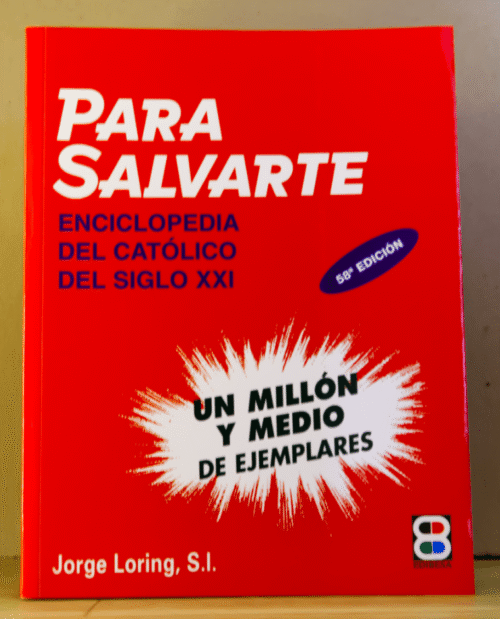 PARA
SALVARTE
ENCICLOPEDIA
DEL CATÓLICO
DEL SIGLO XXI
58ª EDICIÓN
UN MILLÓN
Y MEDIO
DE EJEMPLARES
Jorge Loring, S.I.